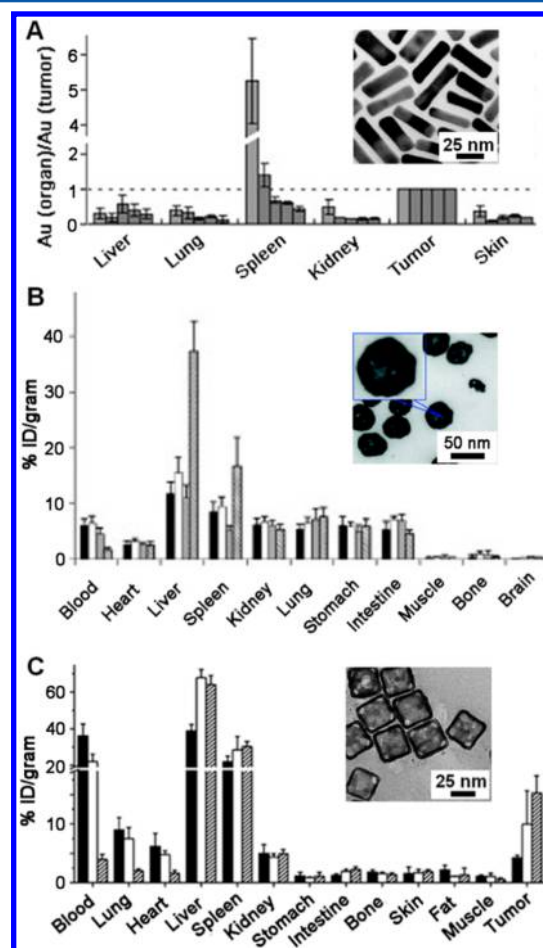 A
Au (organ)/Au (tumor)
6
5
4
2
1
0
25 nm
Liver
Lung
Spleen
Kidney
Tumor
Skin
B
% ID/gram
40
30
20
10
0
50 nm
Blood
Heart
Liver
Spleen
Kidney
Lung
Stomach
Intestine
Muscle
Bone
Brain
C
% ID/gram
60
40
20
10
0
25 nm
Blood
Lung
Heart
Liver
Spleen
Kidney
Stomach
Intestine
Bone
Skin
Fat
Muscle
Tumor